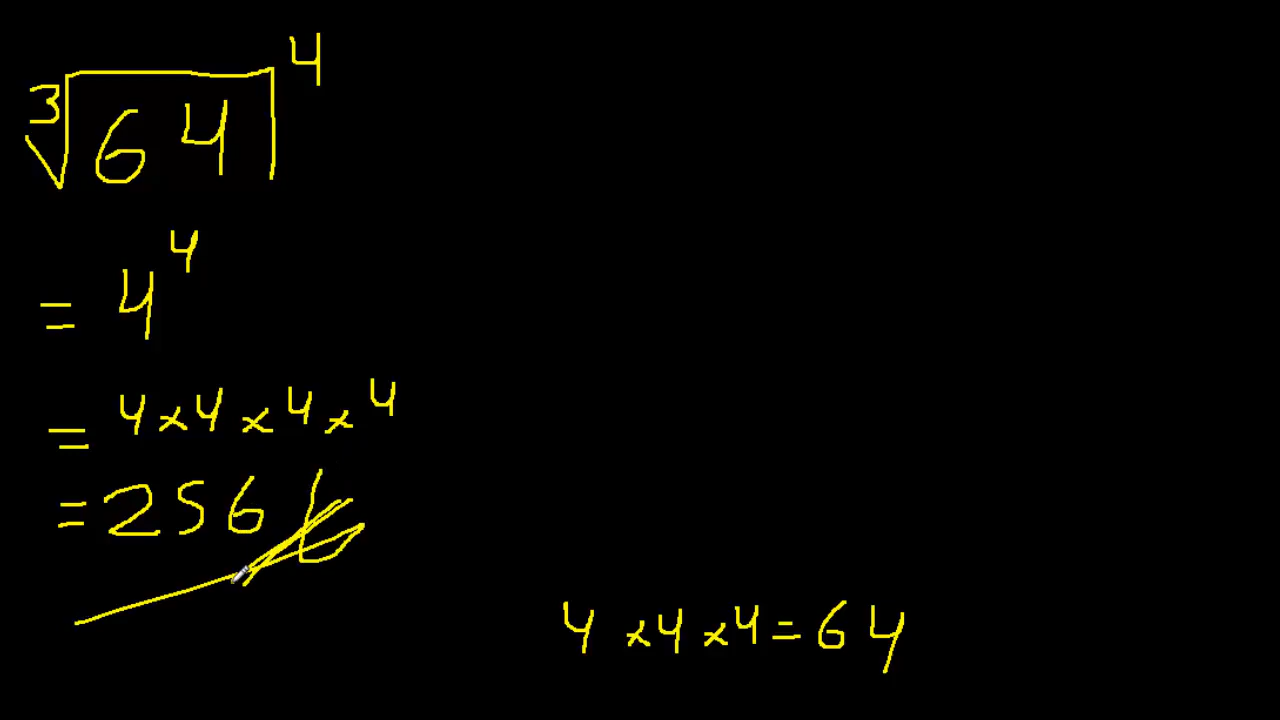 ∛64⁴
= 4⁴
= 4 × 4 × 4 × 4
= 256
4 × 4 × 4 = 64